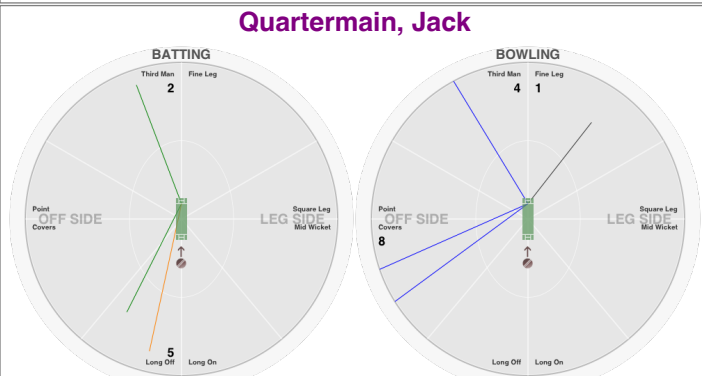 Quartermain, Jack
BATTING
Third Man Fine Leg
2
Point Square Leg
OFF SIDE LEG SIDE
Covers Mid Wicket
5
Long Off Long On
BOWLING
Third Man Fine Leg
4 1
Point Square Leg
OFF SIDE LEG SIDE
Covers Mid Wicket
8
Long Off Long On